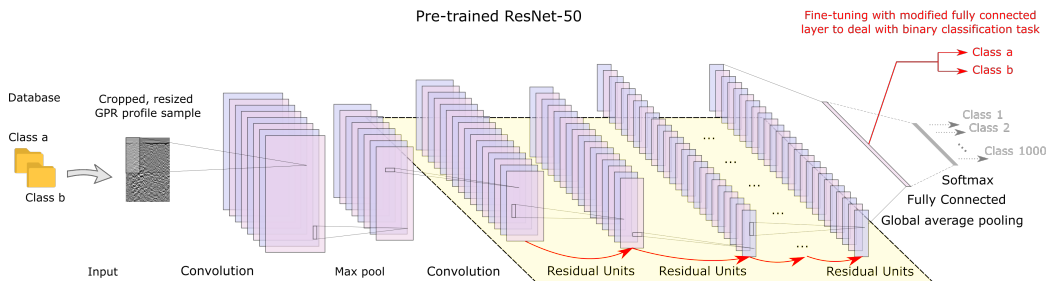 Pre-trained ResNet-50
Fine-tuning with modified fully connected
layer to deal with binary classification task
Class a
Class b
Database
Cropped, resized
GPR profile sample
Class a
Class b
...
...
...
...
...
Class 1
Class 2
Class 1000
Softmax
Fully Connected
Global average pooling
Input
Convolution
Max pool
Convolution
Residual Units
Residual Units
Residual Units